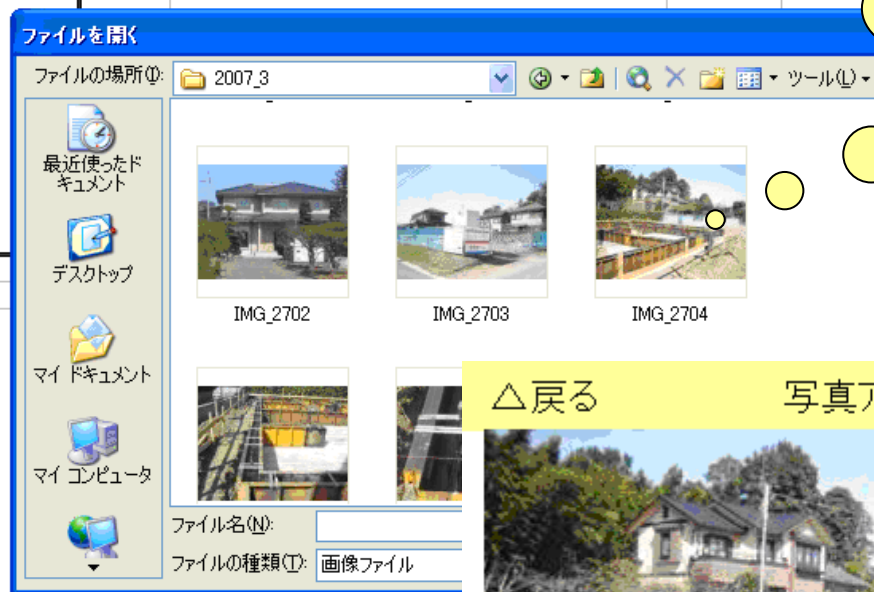 ファイルを開く
ファイルの場所(I):
2007_3
ツール(L)
最近使ったド
キュメント
デスクトップ
マイ ドキュメント
マイ コンピュータ
IMG_2702
IMG_2703
IMG_2704
ファイル名(N):
ファイルの種類(T):
画像ファイル
△戻る
写真